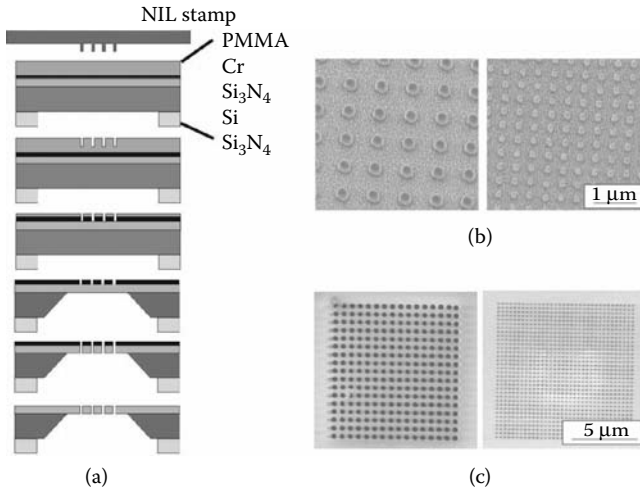 NIL stamp
PMMA
Cr
Si₃N₄
Si
Si₃N₄
(a)
1 μm
(b)
5 μm
(c)